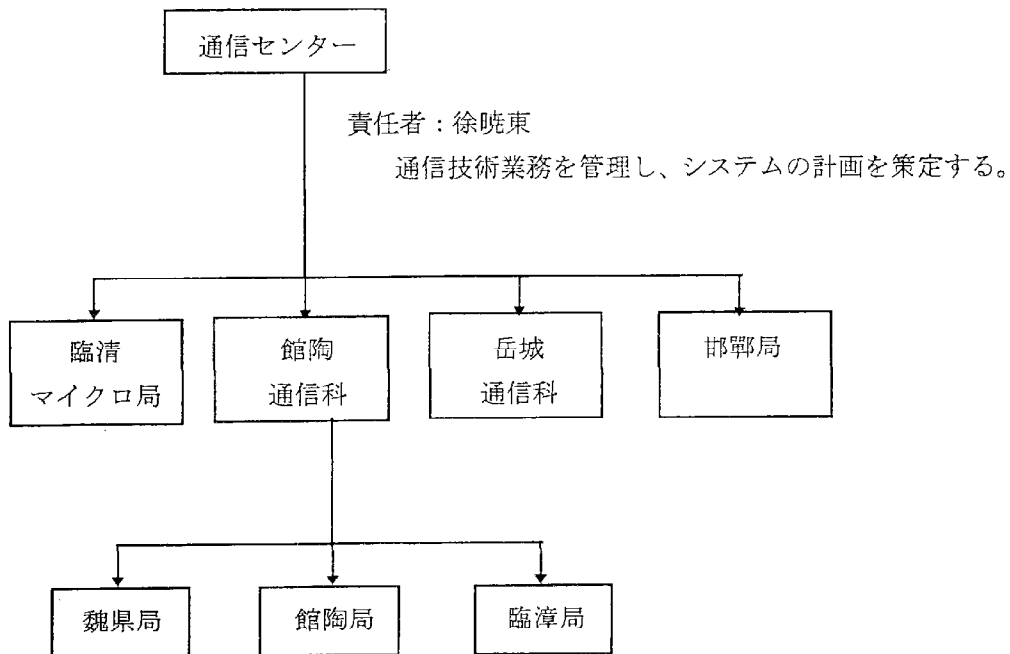 通信センター
責任者：徐暁東
通信技術業務を管理し、システムの計画を策定する。
臨清
マイクロ局
館陶
通信科
岳城
通信科
邯鄲局
魏県局
館陶局
臨漳局